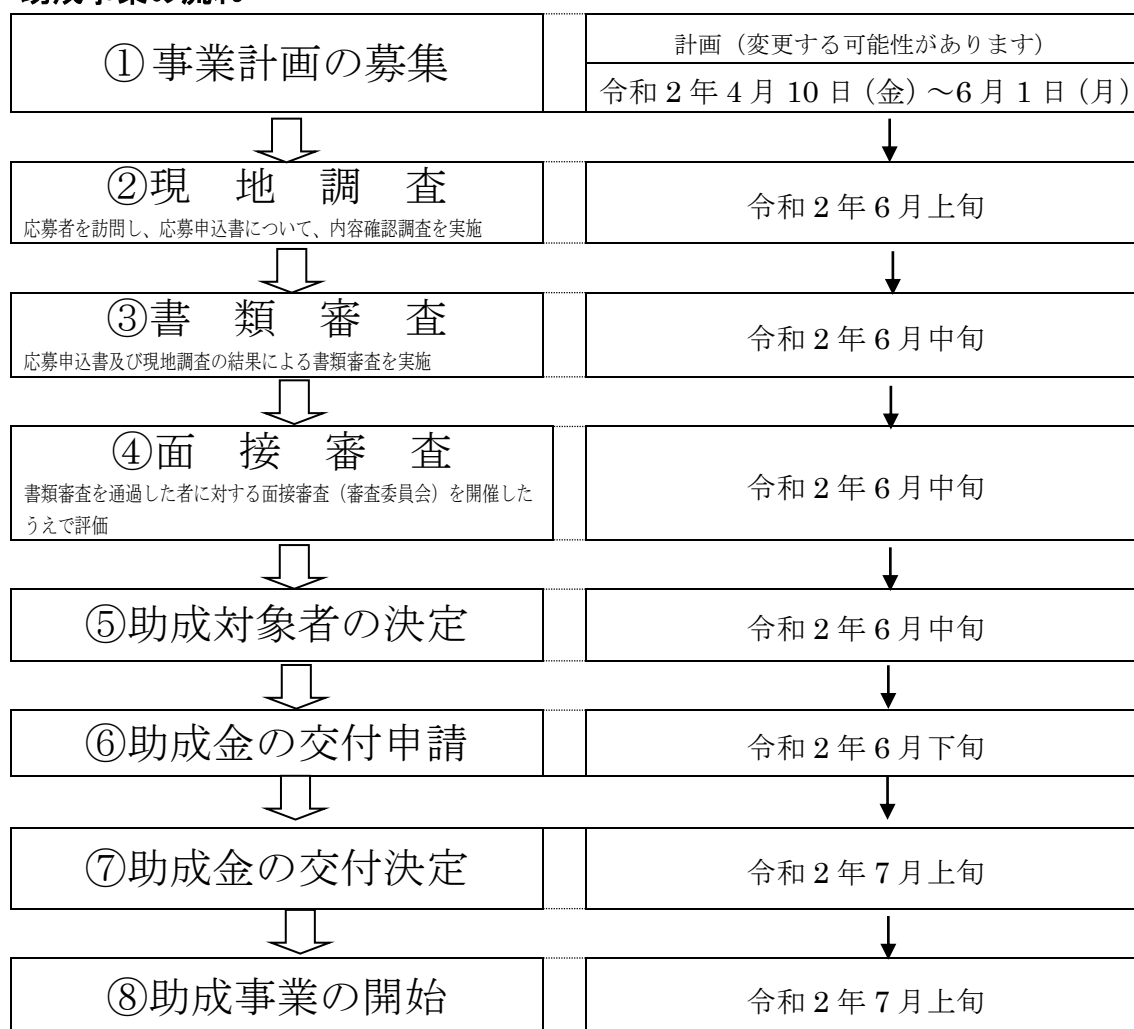 助成事業の流れ
①事業計画の募集
計画（変更する可能性があります）
令和２年４月 10 日（金）～6 月 1 日（月）
②現　地　調　査
応募者を訪問し、応募申込書について、内容確認調査を実施
令和 2 年 6 月上旬
③書　類　審　査
応募申込書及び現地調査の結果による書類審査を実施
令和 2 年 6 月中旬
④面　接　審　査
書類審査を通過した者に対する面接審査（審査委員会）を開催した
うえで評価
令和 2 年 6 月中旬
⑤助成対象者の決定
令和 2 年 6 月中旬
⑥助成金の交付申請
令和 2 年 6 月下旬
⑦助成金の交付決定
令和 2 年 7 月上旬
⑧助成事業の開始
令和 2 年 7 月上旬